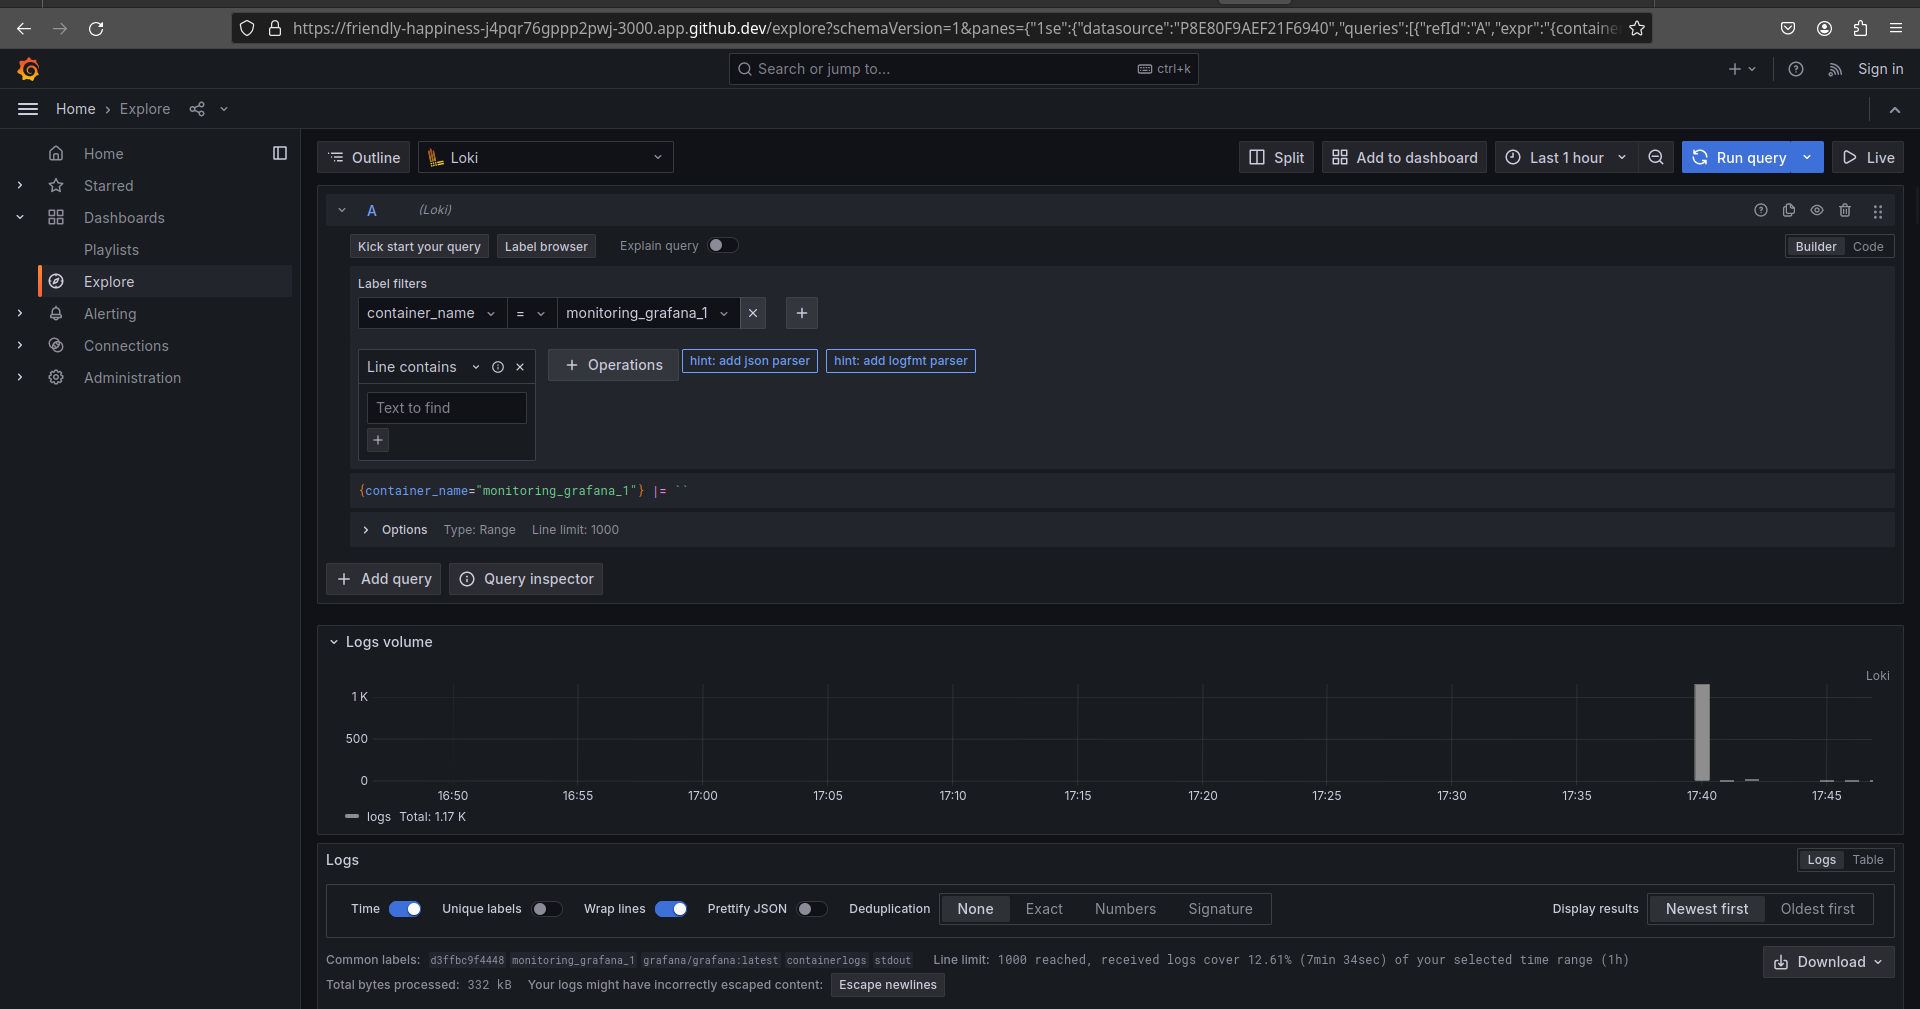 https://friendly-happiness-j4pqr76gppp2pwj-3000.app.github.dev/explore?schemaVersion=1&panes={"1se":{"datasource":"P8E80F9AEF21F6940","queries":[{"refId":"A","expr":"{containe
Search or jump to... ctrl+k
Sign in
Home › Explore
Home
Starred
Dashboards
Playlists
Explore
Alerting
Connections
Administration
Outline Loki Split Add to dashboard Last 1 hour Run query Live
A (Loki)
Kick start your query Label browser Explain query Builder Code
Label filters
container_name = monitoring_grafana_1
Line contains Operations hint: add json parser hint: add logfmt parser
Text to find
{container_name="monitoring_grafana_1"} |= ``
Options Type: Range Line limit: 1000
Add query Query inspector
Logs volume
Loki
1 K
500
0
16:50 16:55 17:00 17:05 17:10 17:15 17:20 17:25 17:30 17:35 17:40 17:45
logs Total: 1.17 K
Logs Logs Table
Time Unique labels Wrap lines Prettify JSON Deduplication None Exact Numbers Signature Display results Newest first Oldest first
Common labels: d3ffbc9f4448 monitoring_grafana_1 grafana/grafana:latest containerlogs stdout Line limit: 1000 reached, received logs cover 12.61% (7min 34sec) of your selected time range (1h) Download
Total bytes processed: 332 kB Your logs might have incorrectly escaped content: Escape newlines